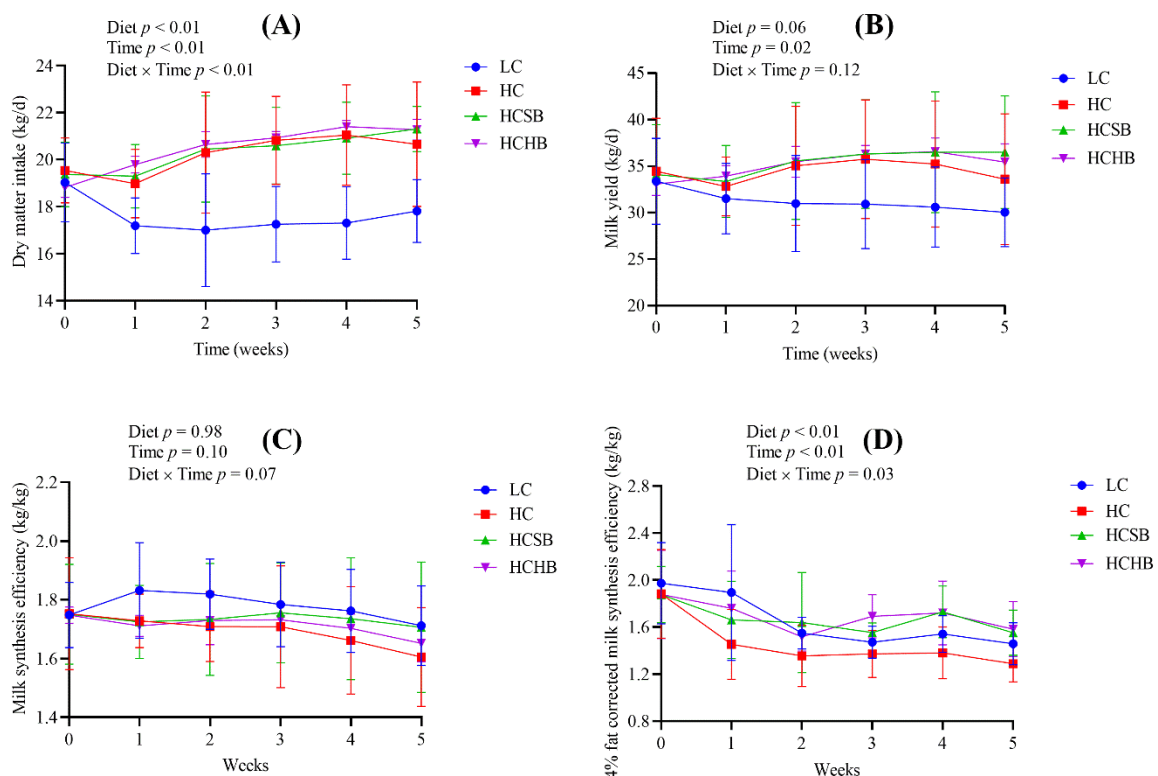 (A)
Diet p < 0.01
Time p < 0.01
Diet × Time p < 0.01
Dry matter intake (kg/d)
24
22
20
18
16
14
0 1 2 3 4 5
Time (weeks)
LC
HC
HCSB
HCHB
(B)
Diet p = 0.06
Time p = 0.02
Diet × Time p = 0.12
Milk yield (kg/d)
45
40
35
30
25
20
0 1 2 3 4 5
Time (weeks)
LC
HC
HCSB
HCHB
(C)
Diet p = 0.98
Time p = 0.10
Diet × Time p = 0.07
Milk synthesis efficiency (kg/kg)
2.2
2.0
1.8
1.6
1.4
0 1 2 3 4 5
Weeks
LC
HC
HCSB
HCHB
(D)
Diet p < 0.01
Time p < 0.01
Diet × Time p = 0.03
4% fat corrected milk synthesis efficiency (kg/kg)
2.8
2.4
2.0
1.6
1.2
0.8
0 1 2 3 4 5
Weeks
LC
HC
HCSB
HCHB